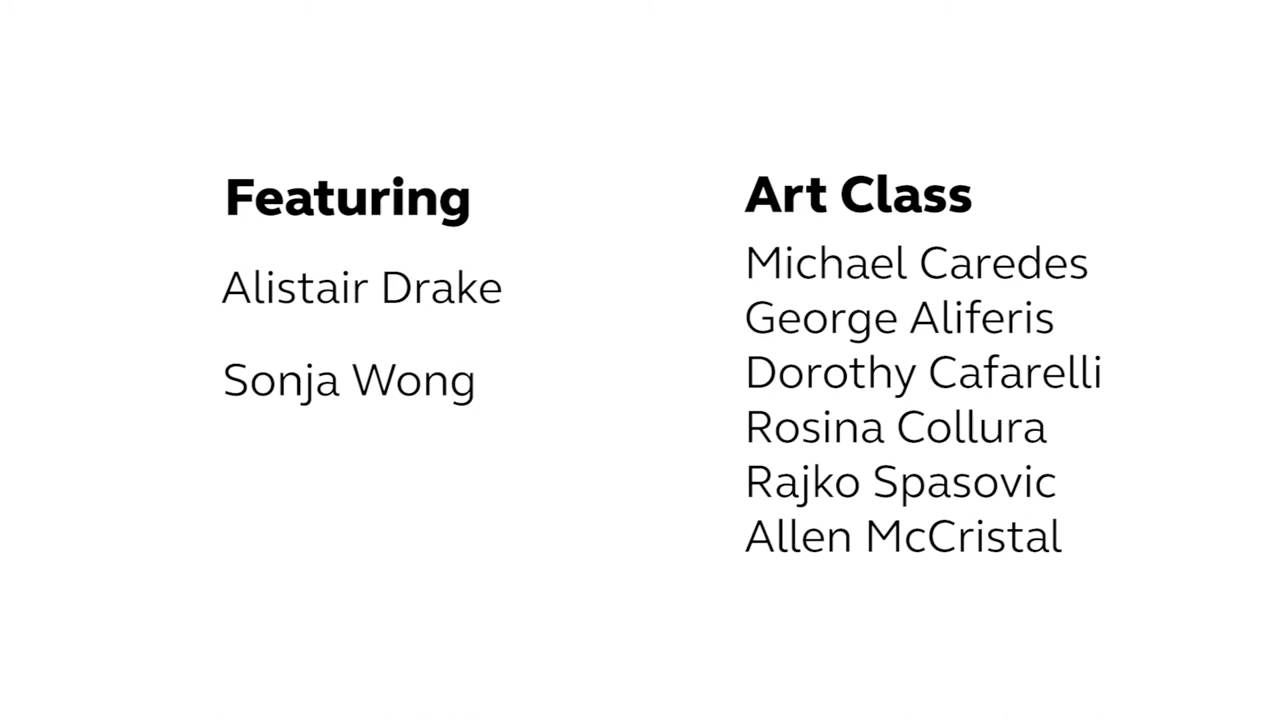 Featuring
Alistair Drake
Sonja Wong
Art Class
Michael Caredes
George Aliferis
Dorothy Cafarelli
Rosina Collura
Rajko Spasovic
Allen McCristal